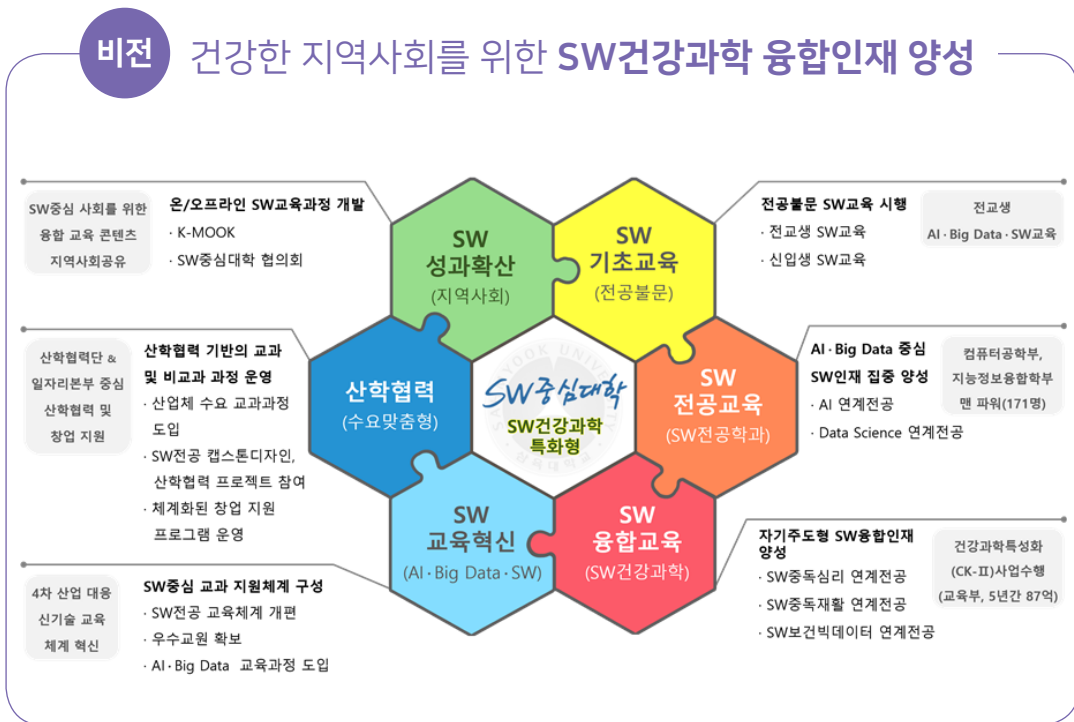 비전
건강한 지역사회를 위한 SW건강과학 융합인재 양성
SW중심 사회를 위한
융합 교육 콘텐츠
지역사회공유
온/오프라인 SW교육과정 개발
· K-MOOK
· SW중심대학 협의회
SW
성과확산
(지역사회)
SW
기초교육
(전공불문)
전공불문 SW교육 시행
· 전교생 SW교육
· 신입생 SW교육
전교생
AI·Big Data·SW교육
산학협력단 &
일자리본부 중심
산학협력 및
창업 지원
산학협력 기반의 교과
및 비교과 과정 운영
· 산업체 수요 교과과정
도입
· SW전공 캡스톤디자인,
산학협력 프로젝트 참여
· 체계화된 창업 지원
프로그램 운영
산학협력
(수요맞춤형)
SW중심대학
SW건강과학
특화형
SW
전공교육
(SW전공학과)
AI·Big Data 중심
SW인재 집중 양성
· AI 연계전공
· Data Science 연계전공
컴퓨터공학부,
지능정보융합학부
맨 파워(171명)
4차 산업 대응
신기술 교육
체계 혁신
SW중심 교과 지원체계 구성
· SW전공 교육체계 개편
· 우수교원 확보
· AI·Big Data 교육과정 도입
SW
교육혁신
(AI·Big Data·SW)
SW
융합교육
(SW건강과학)
자기주도형 SW융합인재
양성
· SW중독심리 연계전공
· SW중독재활 연계전공
· SW보건빅데이터 연계전공
건강과학특성화
(CK-II)사업수행
(교육부, 5년간 87억)